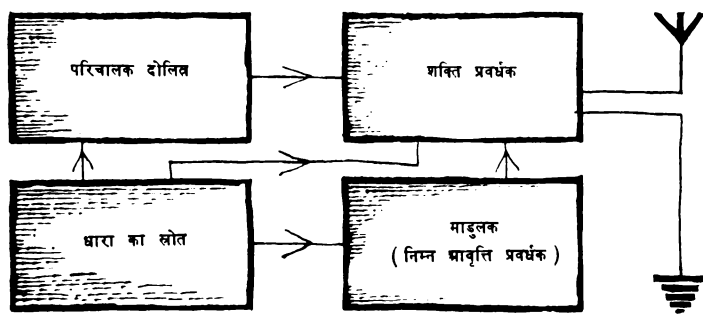 परिचालक दोलित्र
शक्ति प्रवर्धक
धारा का स्रोत
माडुलक
( निम्न आवृत्ति प्रवर्धक )